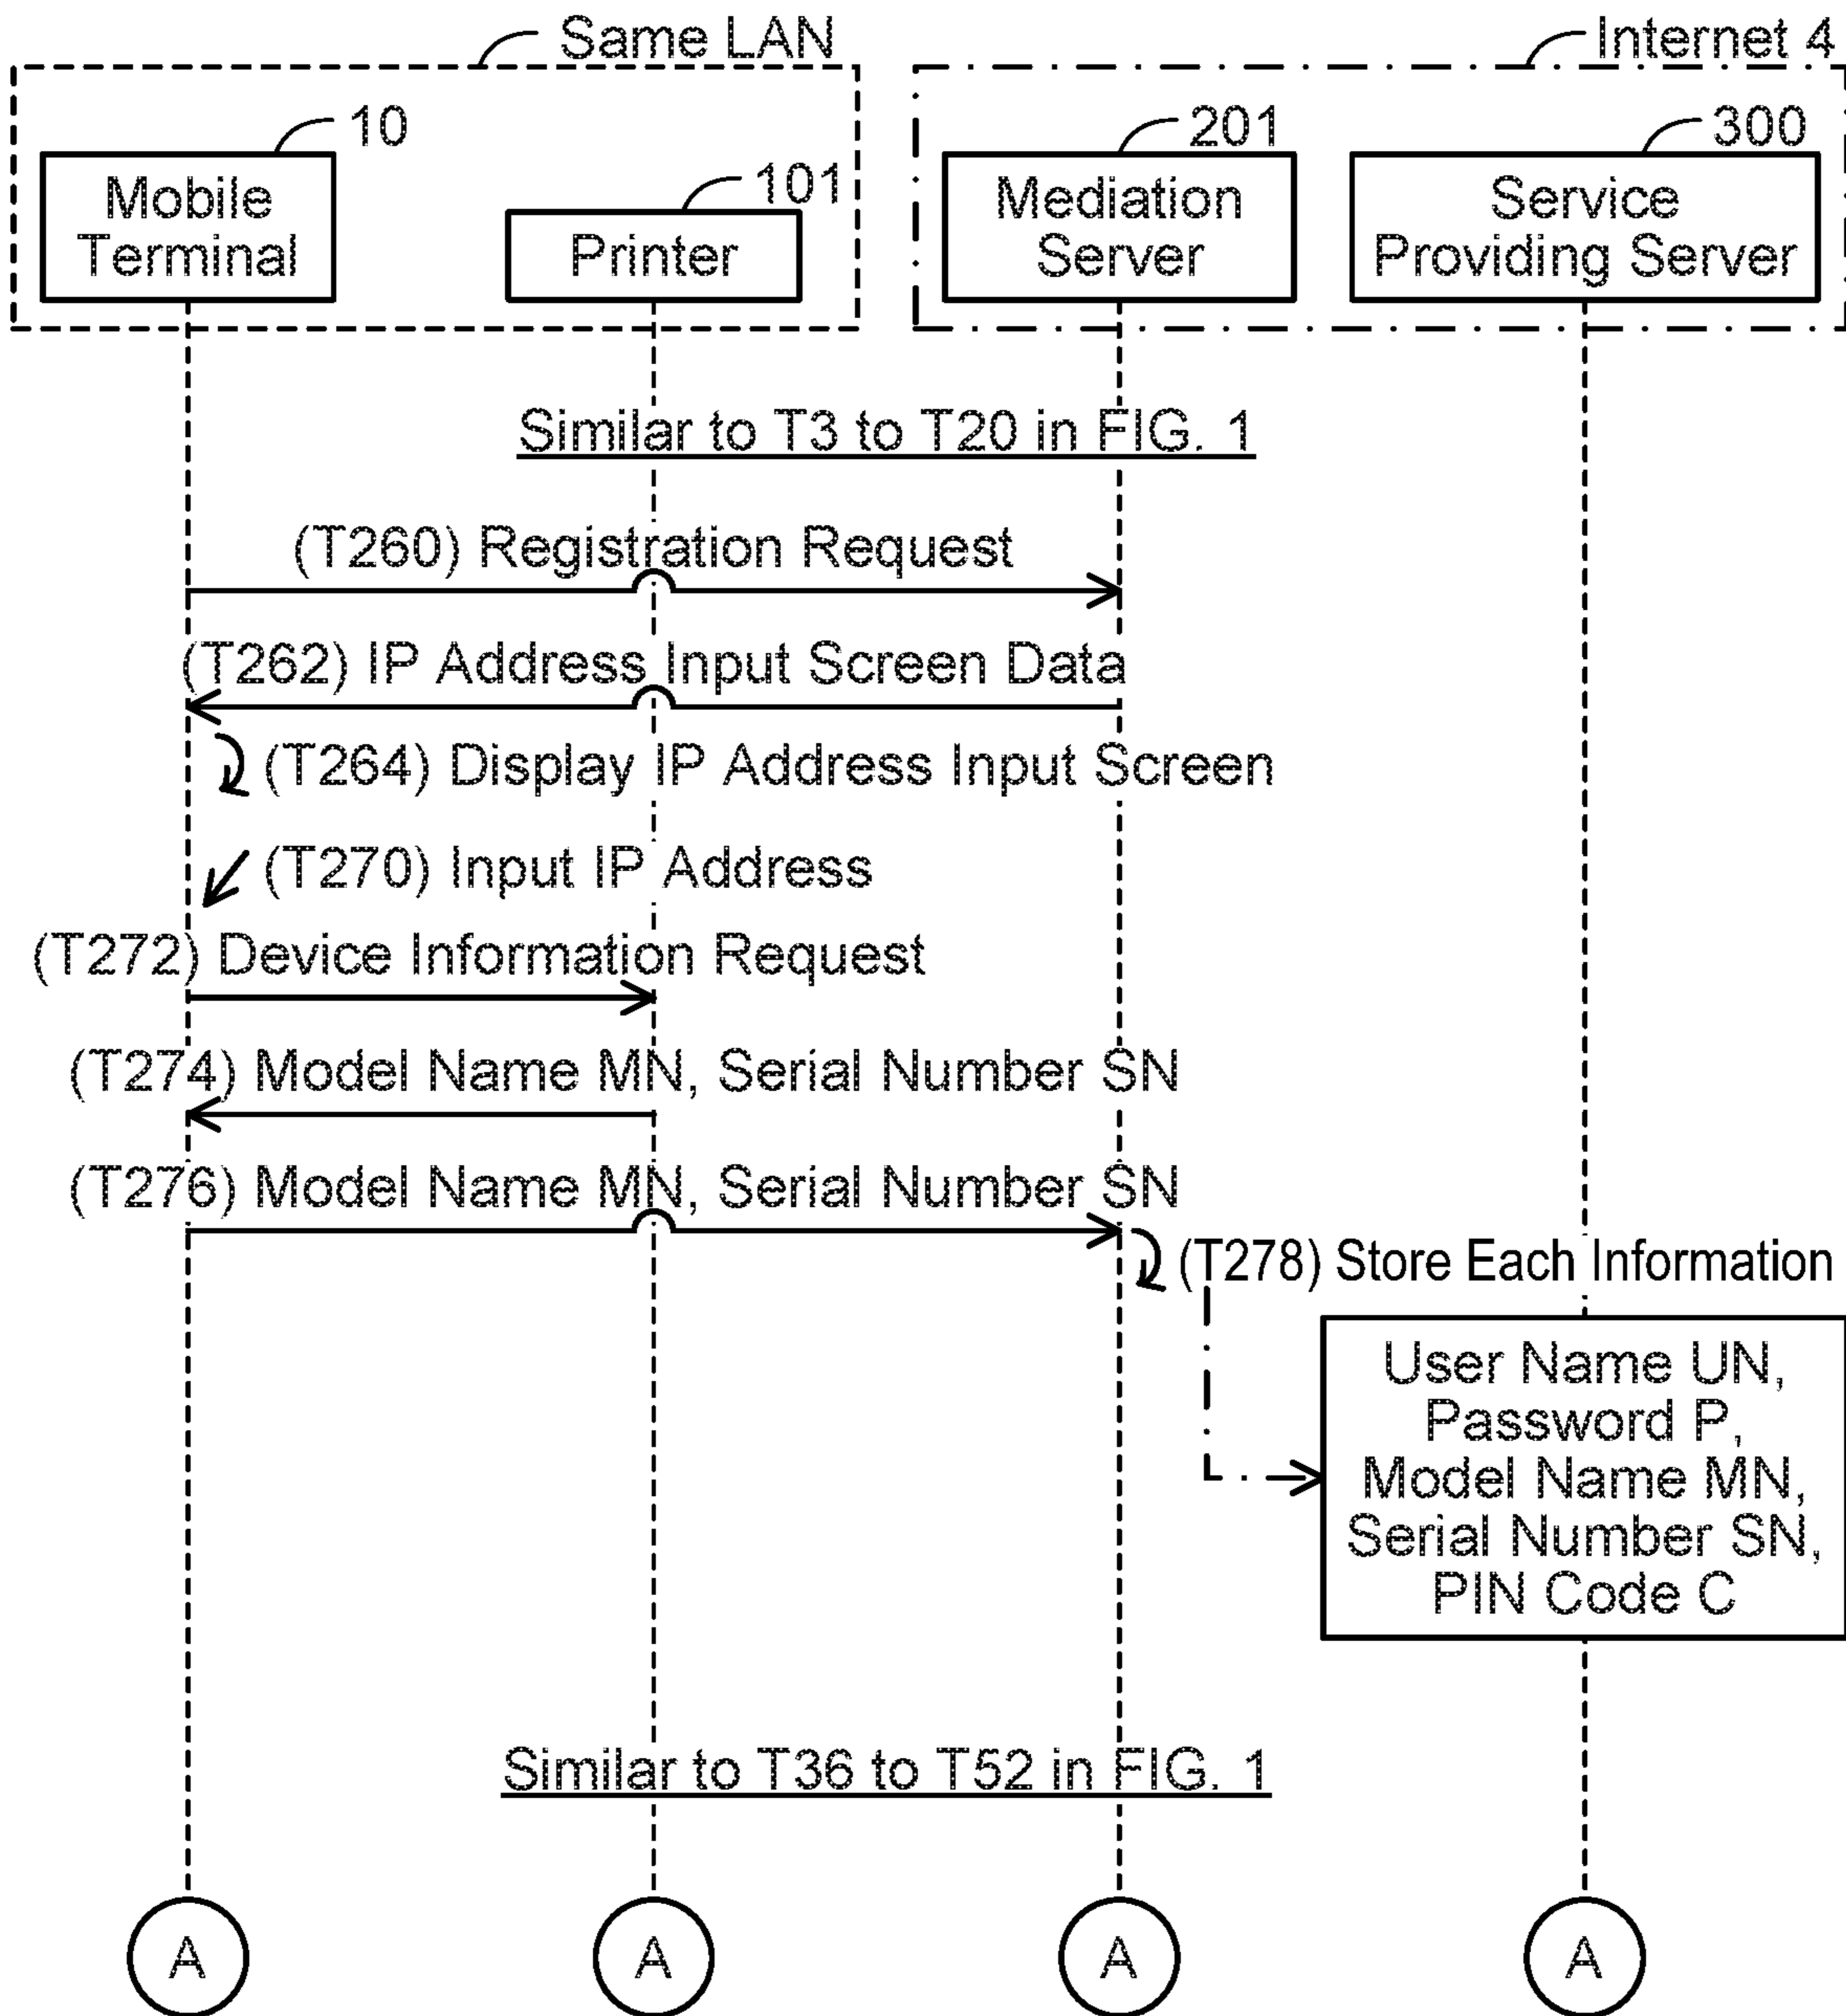 Same LAN
Internet 4
10
101
201
300
Mobile
Terminal
Printer
Mediation
Server
Service
Providing Server
Similar to T3 to T20 in FIG. 1
(T260) Registration Request
(T262) IP Address Input Screen Data
(T264) Display IP Address Input Screen
(T270) Input IP Address
(T272) Device Information Request
(T274) Model Name MN, Serial Number SN
(T276) Model Name MN, Serial Number SN
(T278) Store Each Information
User Name UN,
Password P,
Model Name MN,
Serial Number SN,
PIN Code C
Similar to T36 to T52 in FIG. 1
A
A
A
A